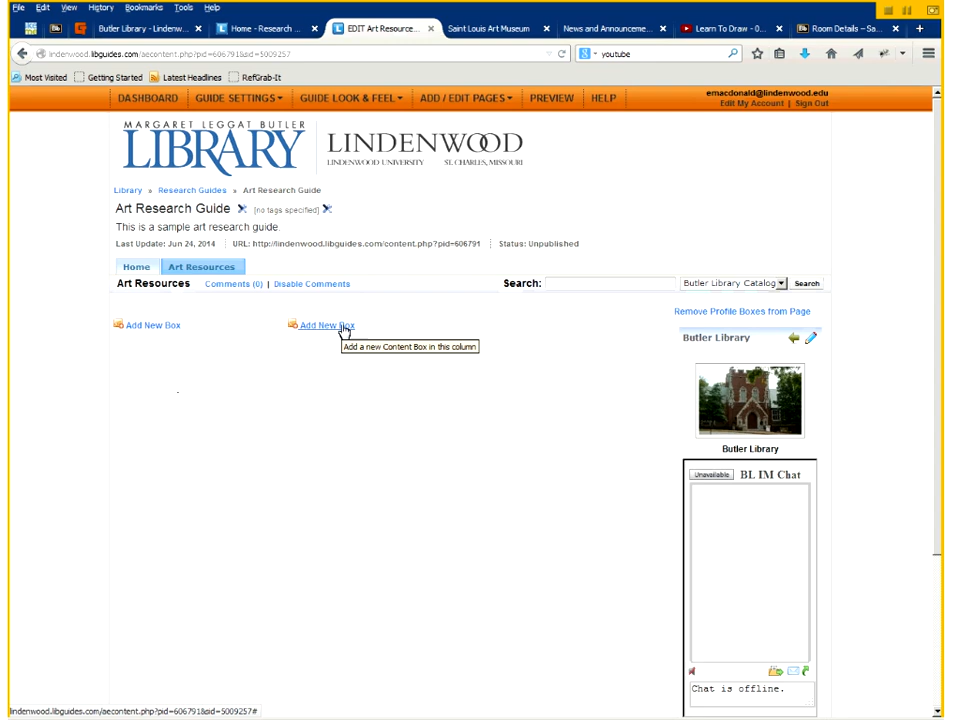 File Edit View History Bookmarks Tools Help
Butler Library - Lindenw... × Home - Research ... × EDIT Art Resource... × Saint Louis Art Museum × News and Announceme... × Learn To Draw - 0... × Room Details -- Sa... × +
lindenwood.libguides.com/aecontent.php?pid=606791&sid=5009257 youtube
Most Visited Getting Started Latest Headlines RefGrab-It
DASHBOARD GUIDE SETTINGS GUIDE LOOK & FEEL ADD / EDIT PAGES PREVIEW HELP
emacdonald@lindenwood.edu
Edit My Account | Sign Out
MARGARET LEGGAT BUTLER
LIBRARY
LINDENWOOD
LINDENWOOD UNIVERSITY ST. CHARLES, MISSOURI
Library » Research Guides » Art Research Guide
Art Research Guide [no tags specified]
This is a sample art research guide.
Last Update: Jun 24, 2014 URL: http://lindenwood.libguides.com/content.php?pid=606791 Status: Unpublished
Home Art Resources
Art Resources Comments (0) | Disable Comments Search: Butler Library Catalog Search
Remove Profile Boxes from Page
Add New Box Add New Box
Add a new Content Box in this column
Butler Library
Butler Library
Unavailable BL IM Chat
Chat is offline.
lindenwood.libguides.com/aecontent.php?pid=606791&sid=5009257#